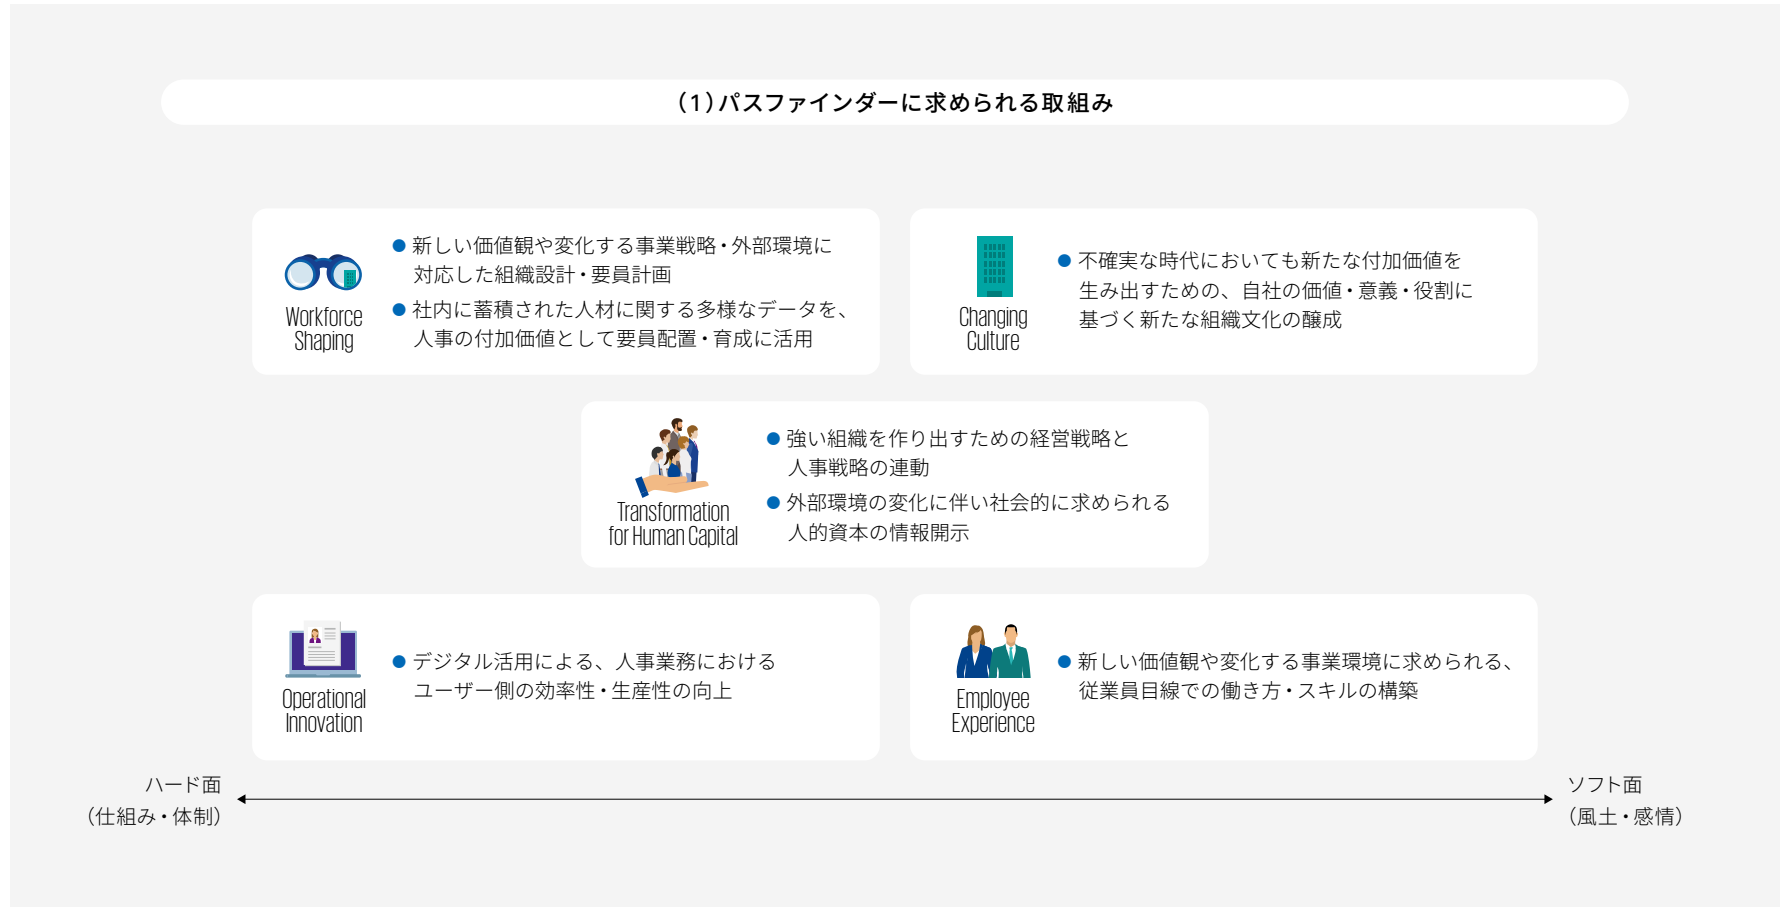 （1）パスファインダーに求められる取組み
Workforce
Shaping
● 新しい価値観や変化する事業戦略・外部環境に
対応した組織設計・要員計画
● 社内に蓄積された人材に関する多様なデータを、
人事の付加価値として要員配置・育成に活用
Changing
Culture
● 不確実な時代においても新たな付加価値を
生み出すための、自社の価値・意義・役割に
基づく新たな組織文化の醸成
Transformation
for Human Capital
● 強い組織を作り出すための経営戦略と
人事戦略の連動
● 外部環境の変化に伴い社会的に求められる
人的資本の情報開示
Operational
Innovation
● デジタル活用による、人事業務における
ユーザー側の効率性・生産性の向上
Employee
Experience
● 新しい価値観や変化する事業環境に求められる、
従業員目線での働き方・スキルの構築
ハード面
（仕組み・体制）
ソフト面
（風土・感情）